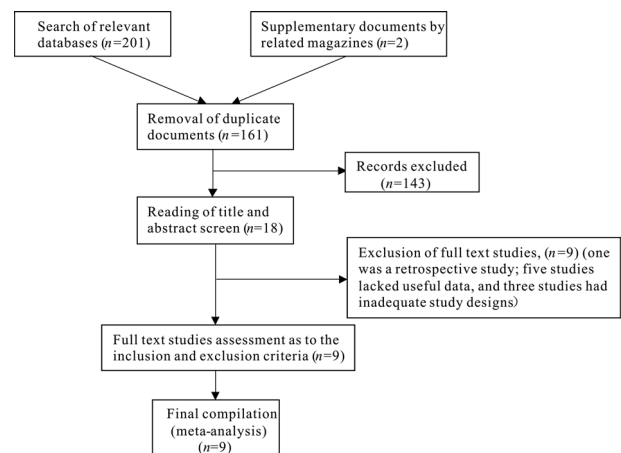 Search of relevant
databases (n=201)
Supplementary documents by
related magazines (n=2)
Removal of duplicate
documents (n=161)
Records excluded
(n=143)
Reading of title and
abstract screen (n=18)
Exclusion of full text studies, (n=9) (one
was a retrospective study; five studies
lacked useful data, and three studies had
inadequate study designs)
Full text studies assessment as to the
inclusion and exclusion criteria (n=9)
Final compilation
(meta-analysis)
(n=9)